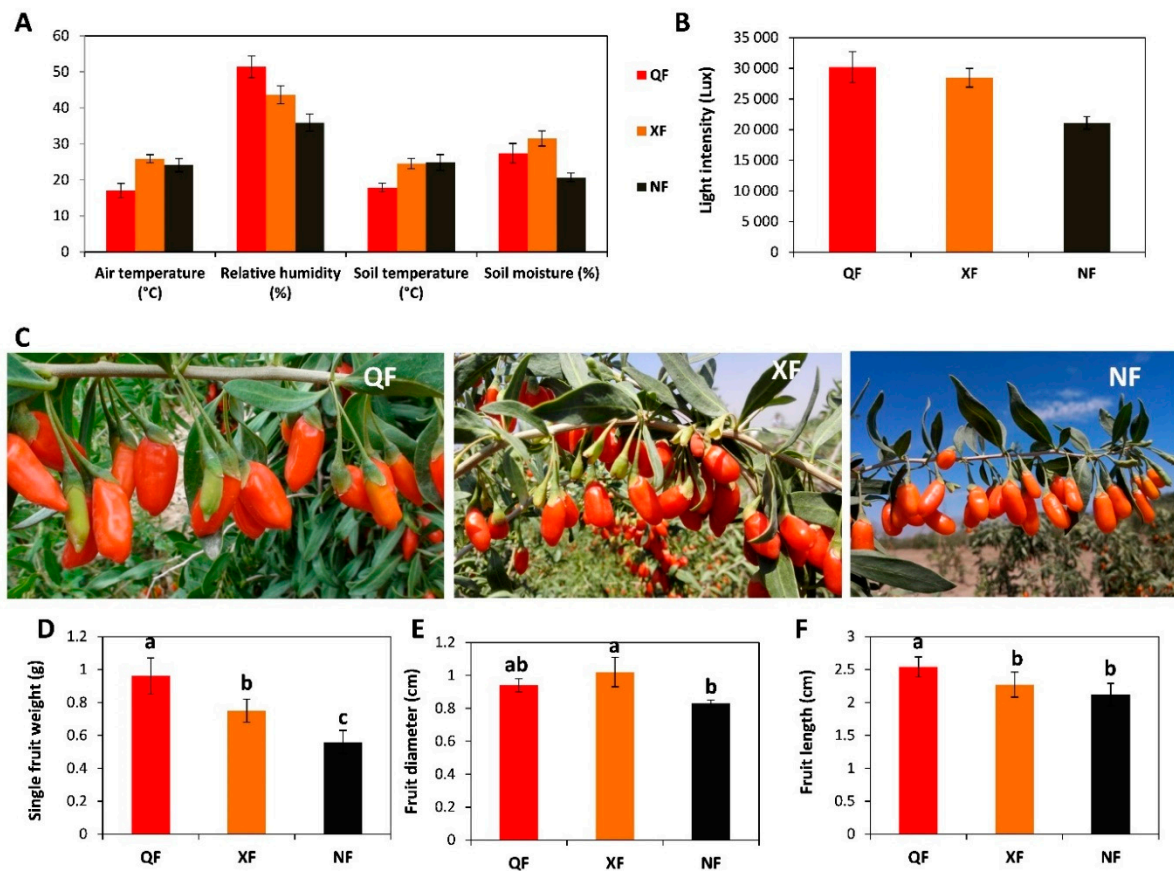 A
60
50
40
30
20
10
0
Air temperature
(°C)
Relative humidity
(%)
Soil temperature
(°C)
Soil moisture (%)
QF
XF
NF
B
Light intensity (Lux)
35 000
30 000
25 000
20 000
15 000
10 000
5 000
0
QF
XF
NF
C
QF
XF
NF
D
Single fruit weight (g)
1.2
1
0.8
0.6
0.4
0.2
0
a
b
c
QF
XF
NF
E
Fruit diameter (cm)
1.2
1
0.8
0.6
0.4
0.2
0
ab
a
b
QF
XF
NF
F
Fruit length (cm)
3
2.5
2
1.5
1
0.5
0
a
b
b
QF
XF
NF